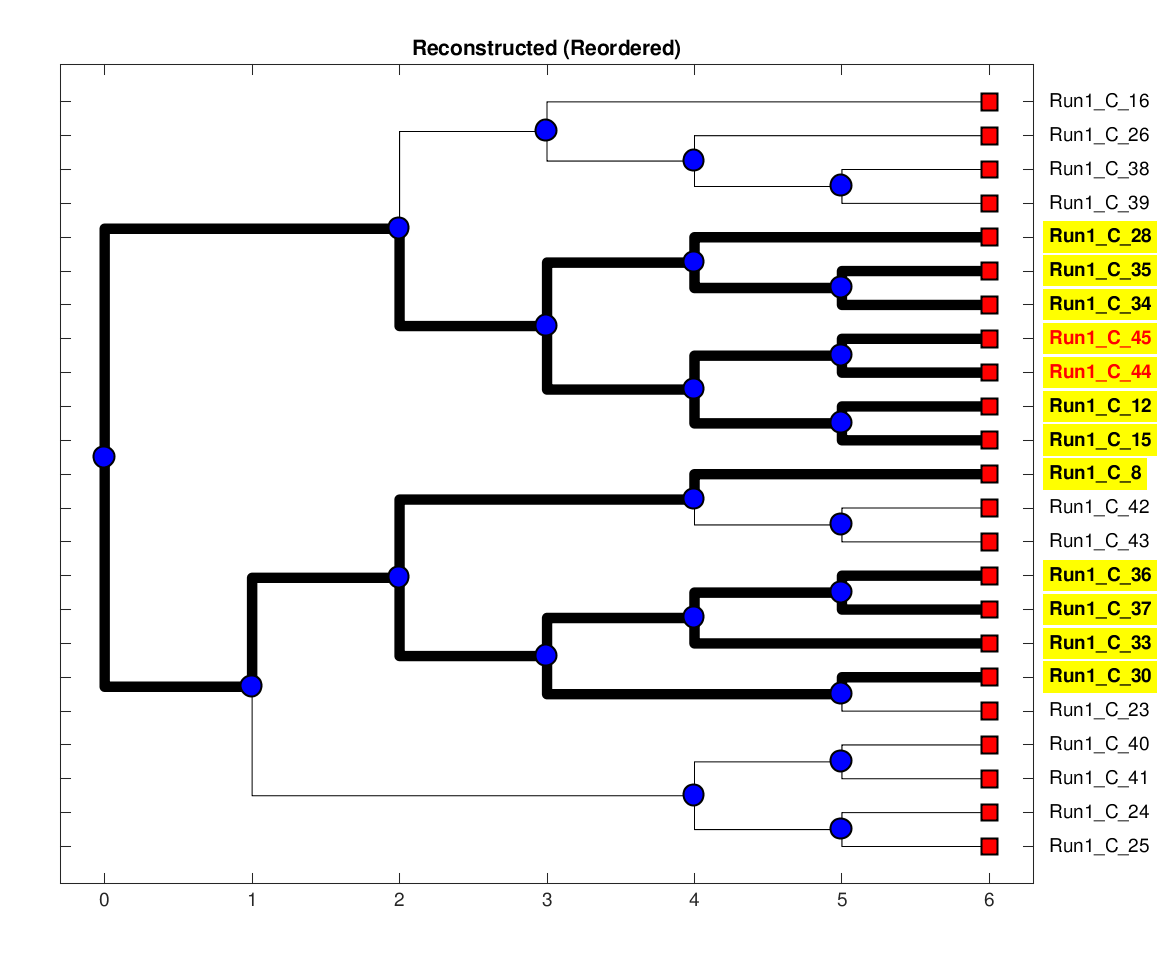 Reconstructed (Reordered)
Run1_C_16
Run1_C_26
Run1_C_38
Run1_C_39
Run1_C_28
Run1_C_35
Run1_C_34
Run1_C_45
Run1_C_44
Run1_C_12
Run1_C_15
Run1_C_8
Run1_C_42
Run1_C_43
Run1_C_36
Run1_C_37
Run1_C_33
Run1_C_30
Run1_C_23
Run1_C_40
Run1_C_41
Run1_C_24
Run1_C_25
0 1 2 3 4 5 6